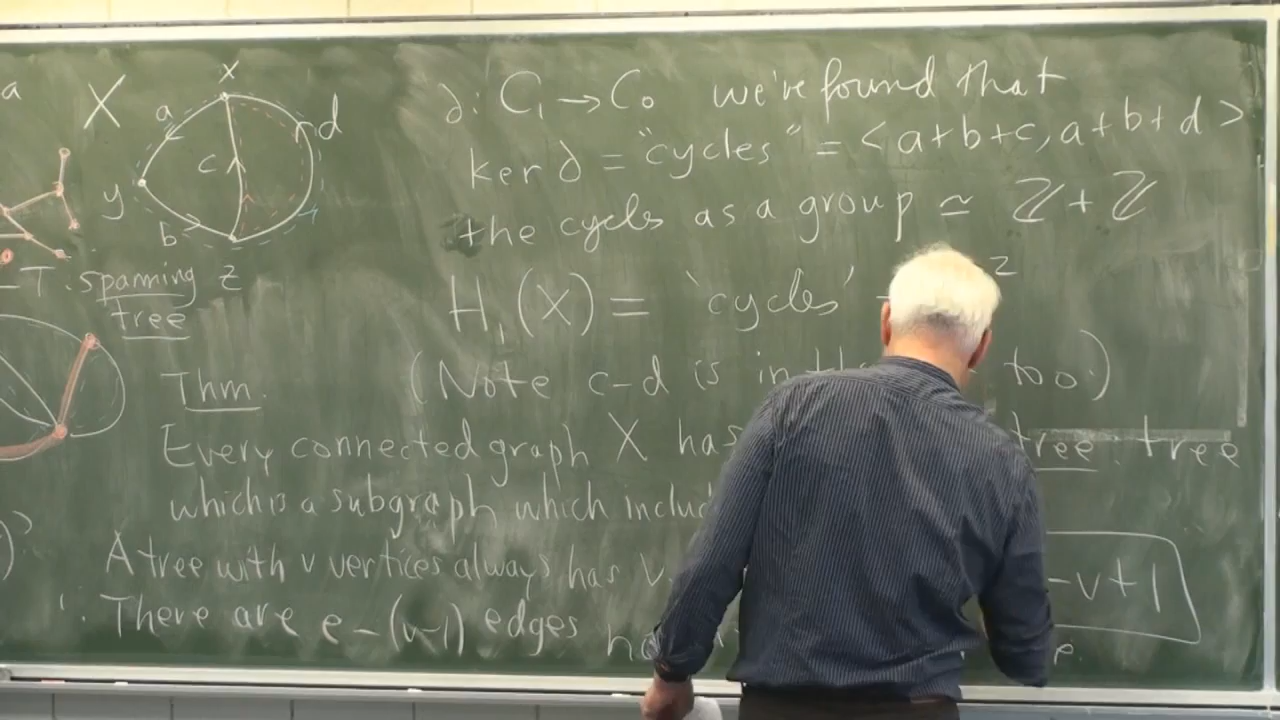 a
X
x
a
d
c
y
b
z
T. spanning
tree
∂: C₁ → C₀ we've found that
ker ∂ = "cycles" = <a+b+c, a+b+d>
the cycles as a group ≃ ℤ + ℤ
H₁(X) = 'cycles' 2
(Note c-d is in too.)
Thm.
Every connected graph X has tree. tree
which is a subgraph which
A tree with v vertices always has v
∴ There are e-(v-1) edges
-v+1